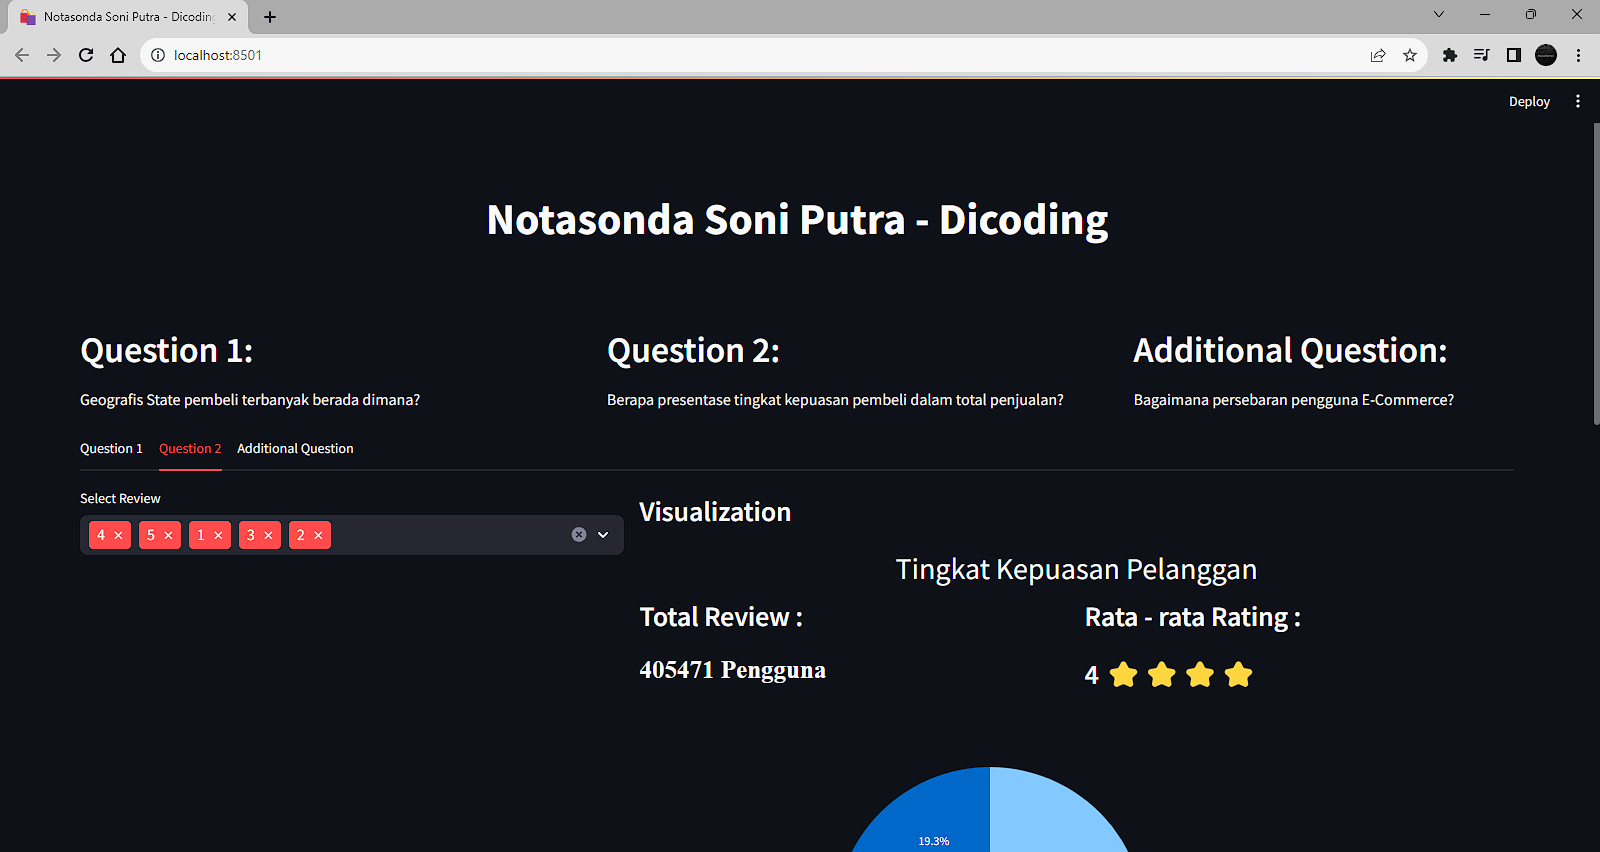 Notasonda Soni Putra - Dicoding
localhost:8501
Deploy
Notasonda Soni Putra - Dicoding
Question 1:
Geografis State pembeli terbanyak berada dimana?
Question 2:
Berapa presentase tingkat kepuasan pembeli dalam total penjualan?
Additional Question:
Bagaimana persebaran pengguna E-Commerce?
Question 1 Question 2 Additional Question
Select Review
4 5 1 3 2
Visualization
Tingkat Kepuasan Pelanggan
Total Review :
405471 Pengguna
Rata - rata Rating :
4
19.3%